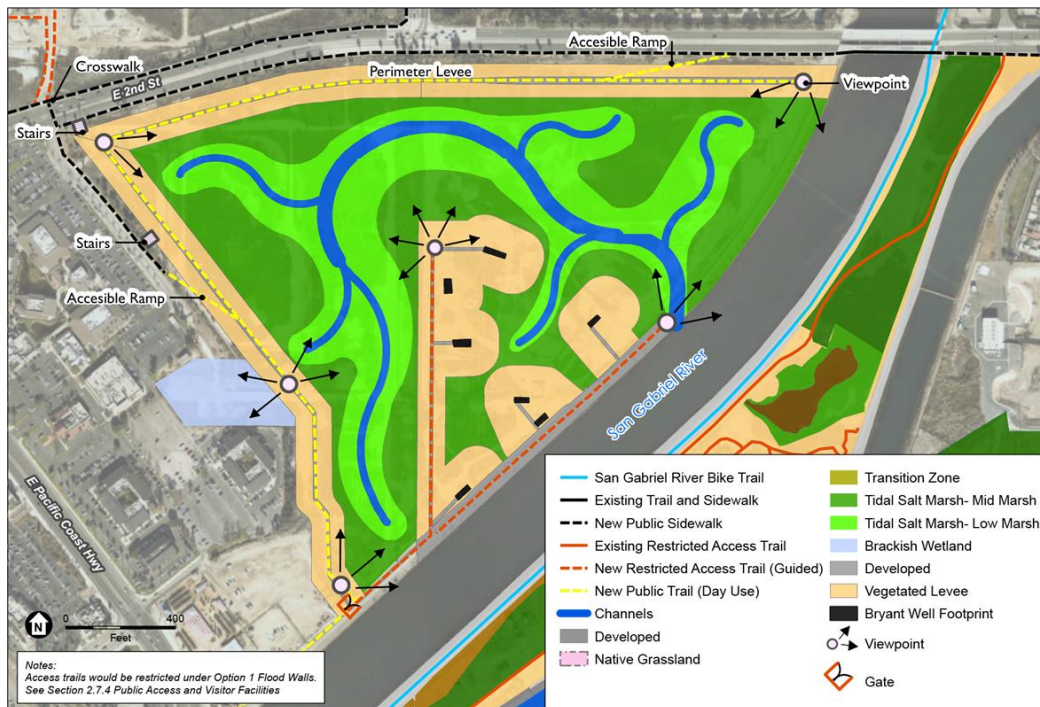 Accesible Ramp
Crosswalk
E 2nd St
Perimeter Levee
Viewpoint
Stairs
Stairs
Accesible Ramp
San Gabriel River
E Pacific Coast Hwy
N
0
400
Feet
Notes:
Access trails would be restricted under Option 1 Flood Walls.
See Section 2.7.4 Public Access and Visitor Facilities
San Gabriel River Bike Trail
Existing Trail and Sidewalk
New Public Sidewalk
Existing Restricted Access Trail
New Restricted Access Trail (Guided)
New Public Trail (Day Use)
Channels
Developed
Native Grassland
Transition Zone
Tidal Salt Marsh- Mid Marsh
Tidal Salt Marsh- Low Marsh
Brackish Wetland
Developed
Vegetated Levee
Bryant Well Footprint
Viewpoint
Gate